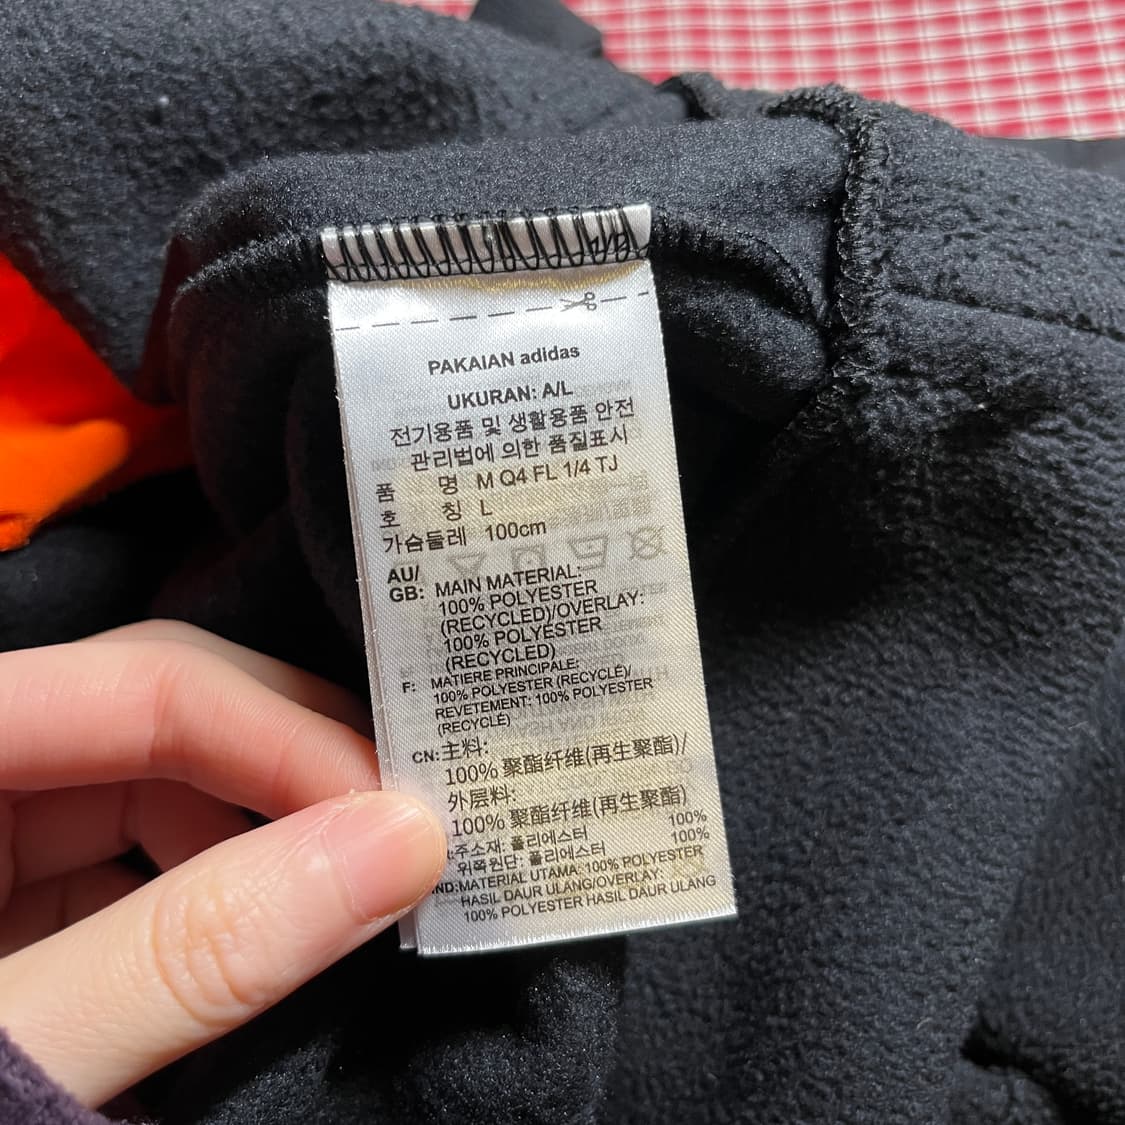 PAKAIAN adidas
UKURAN: A/L
전기용품 및 생활용품 안전
관리법에 의한 품질표시
품 명 M Q4 FL 1/4 TJ
호 칭 L
가슴둘레 100cm
AU/
GB: MAIN MATERIAL:
100% POLYESTER
(RECYCLED)/OVERLAY:
100% POLYESTER
(RECYCLED)
F: MATIERE PRINCIPALE:
100% POLYESTER (RECYCLÉ)/
REVETEMENT: 100% POLYESTER
(RECYCLÉ)
CN: 主料:
100% 聚酯纤维(再生聚酯)/
外层料:
100% 聚酯纤维(再生聚酯)
주소재: 폴리에스터 100%
위쪽원단: 폴리에스터 100%
IND: MATERIAL UTAMA: 100% POLYESTER
HASIL DAUR ULANG/OVERLAY:
100% POLYESTER HASIL DAUR ULANG